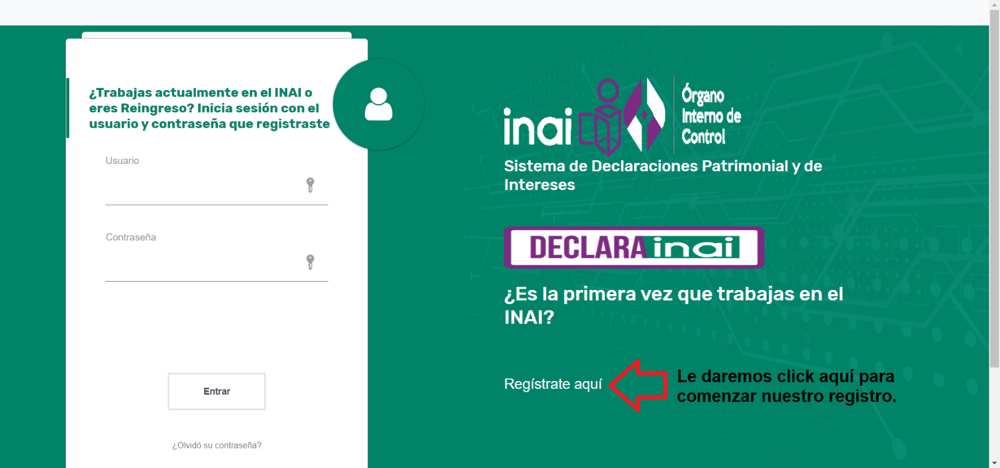 ¿Trabajas actualmente en el INAI o
eres Reingreso? Inicia sesión con el
usuario y contraseña que registraste
Usuario
Contraseña
Entrar
¿Olvidó su contraseña?
inai
Órgano
Interno de
Control
Sistema de Declaraciones Patrimonial y de
Intereses
DECLARA inai
¿Es la primera vez que trabajas en el
INAI?
Regístrate aquí
Le daremos click aquí para
comenzar nuestro registro.